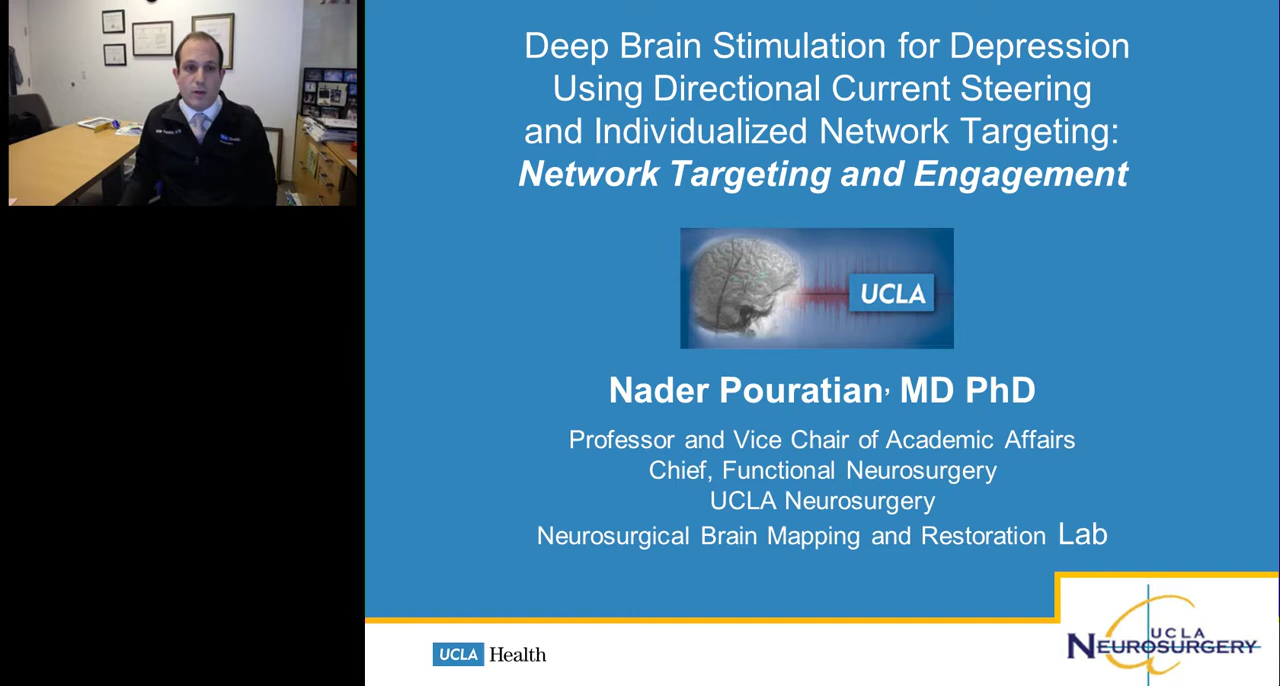 Deep Brain Stimulation for Depression
Using Directional Current Steering
and Individualized Network Targeting:
Network Targeting and Engagement
UCLA
Nader Pouratian, MD PhD
Professor and Vice Chair of Academic Affairs
Chief, Functional Neurosurgery
UCLA Neurosurgery
Neurosurgical Brain Mapping and Restoration Lab
UCLA Health
UCLA
NEUROSURGERY